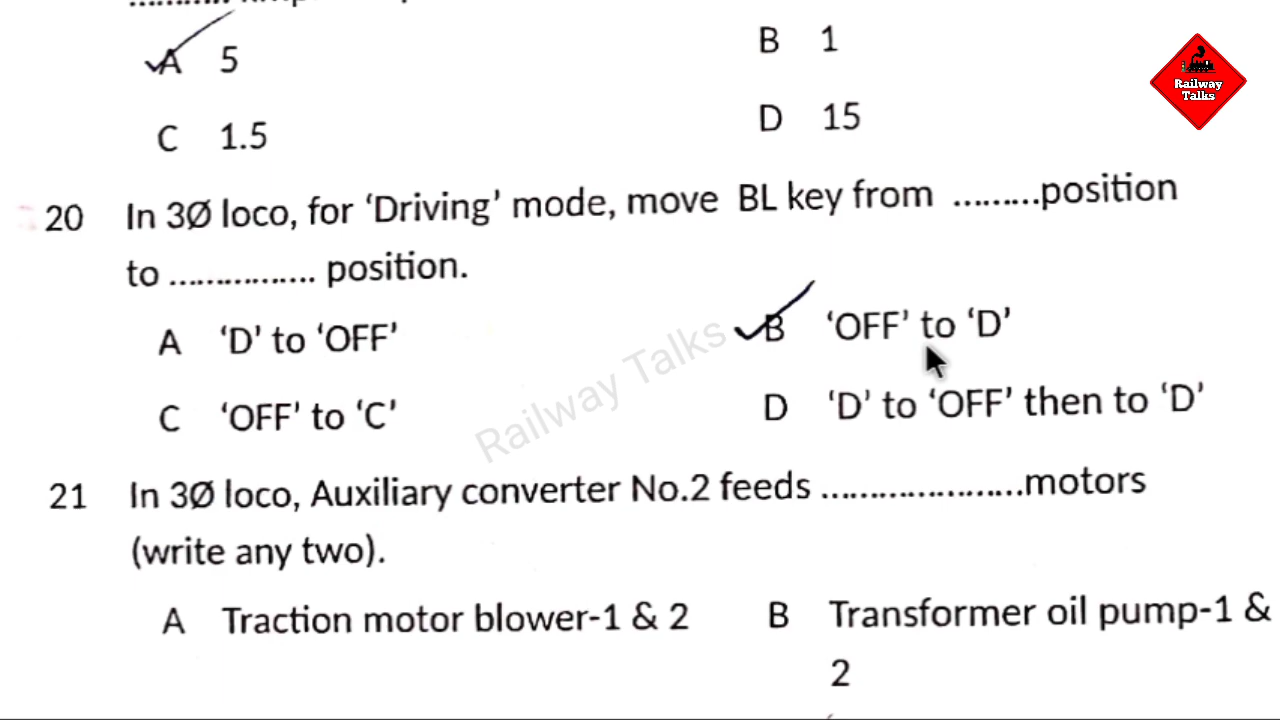 A 5
B 1
Railway
Talks
C 1.5
D 15
20 In 3Ø loco, for ‘Driving’ mode, move BL key from .........position
to ................ position.
A ‘D’ to ‘OFF’
B ‘OFF’ to ‘D’
C ‘OFF’ to ‘C’
D ‘D’ to ‘OFF’ then to ‘D’
Railway Talks
21 In 3Ø loco, Auxiliary converter No.2 feeds .....................motors
(write any two).
A Traction motor blower-1 & 2
B Transformer oil pump-1 &
2